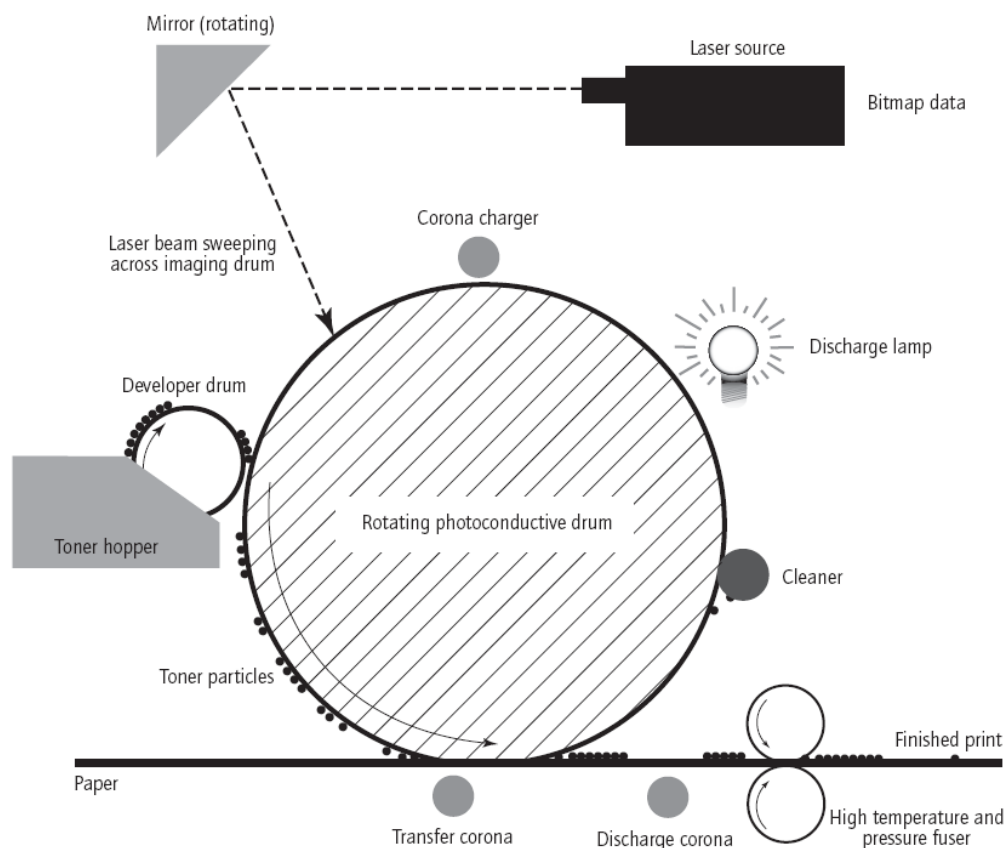 Mirror (rotating)
Laser source
Bitmap data
Corona charger
Laser beam sweeping
across imaging drum
Discharge lamp
Developer drum
Rotating photoconductive drum
Toner hopper
Cleaner
Toner particles
Finished print
Paper
Transfer corona
Discharge corona
High temperature and
pressure fuser